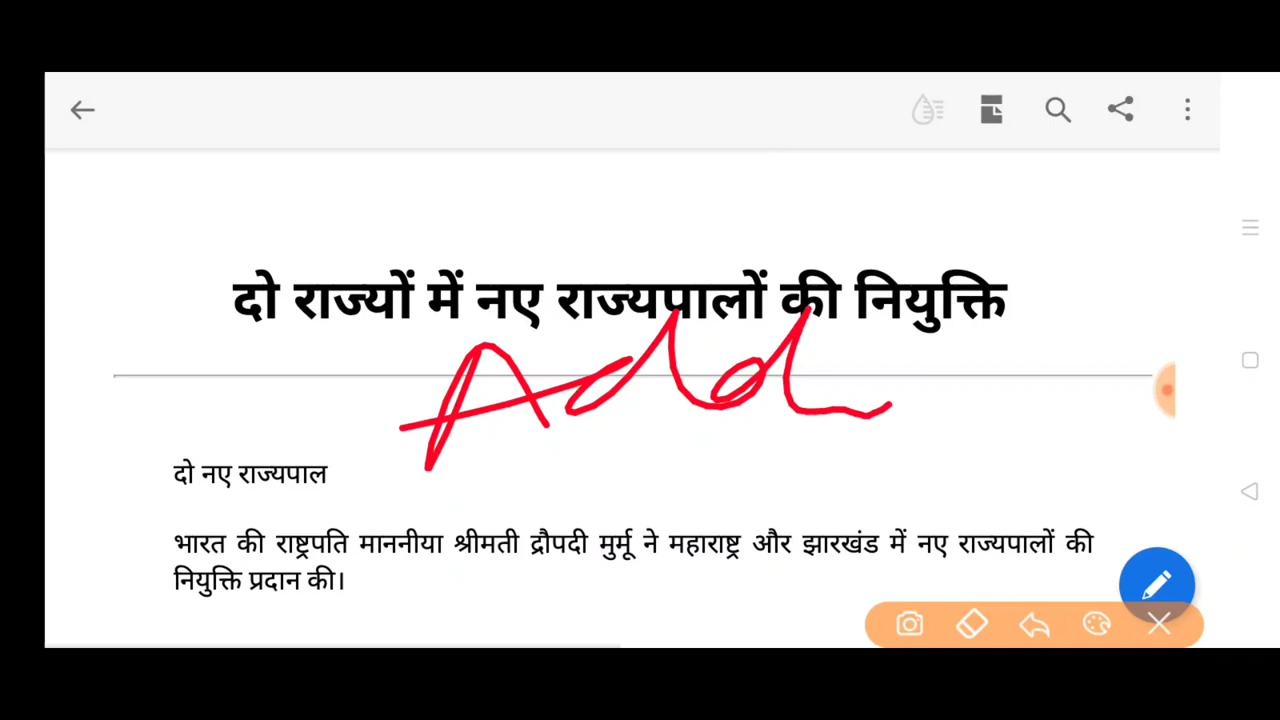 दो राज्यों में नए राज्यपालों की नियुक्ति
Add
दो नए राज्यपाल
भारत की राष्ट्रपति माननीया श्रीमती द्रौपदी मुर्मू ने महाराष्ट्र और झारखंड में नए राज्यपालों की
नियुक्ति प्रदान की।